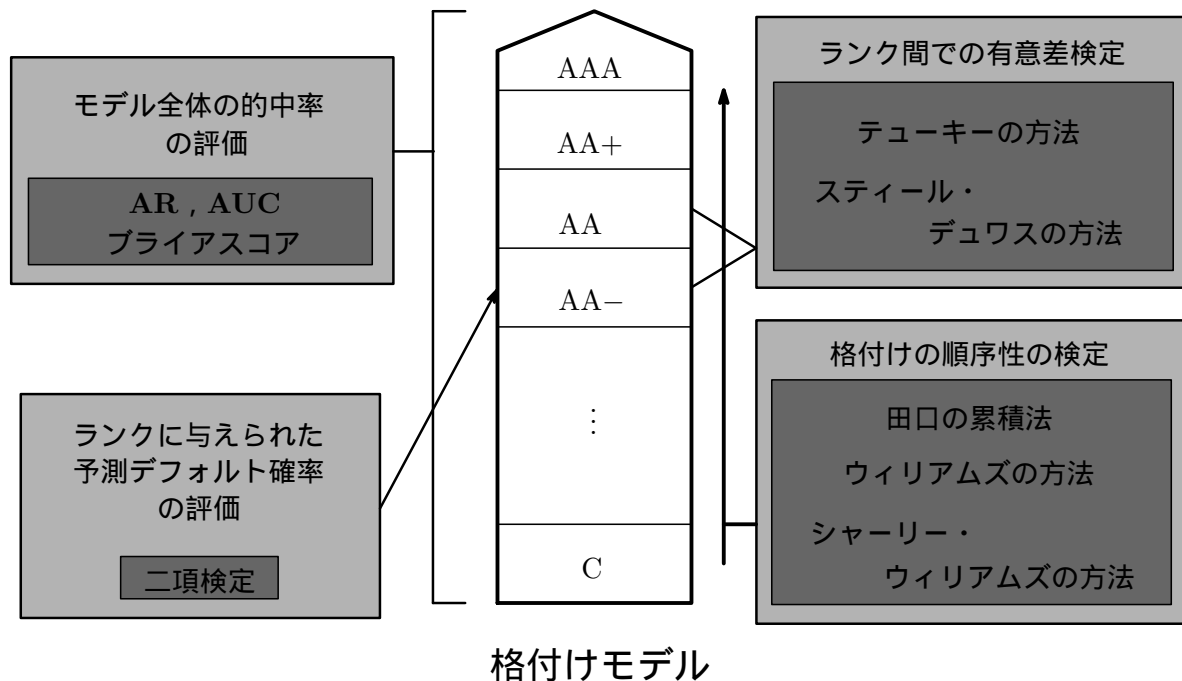 モデル全体の的中率
の評価
AR , AUC
ブライアスコア
ランクに与えられた
予測デフォルト確率
の評価
二項検定
AAA
AA+
AA
AA−
⋮
C
格付けモデル
ランク間での有意差検定
テューキーの方法
スティール・
デュワスの方法
格付けの順序性の検定
田口の累積法
ウィリアムズの方法
シャーリー・
ウィリアムズの方法